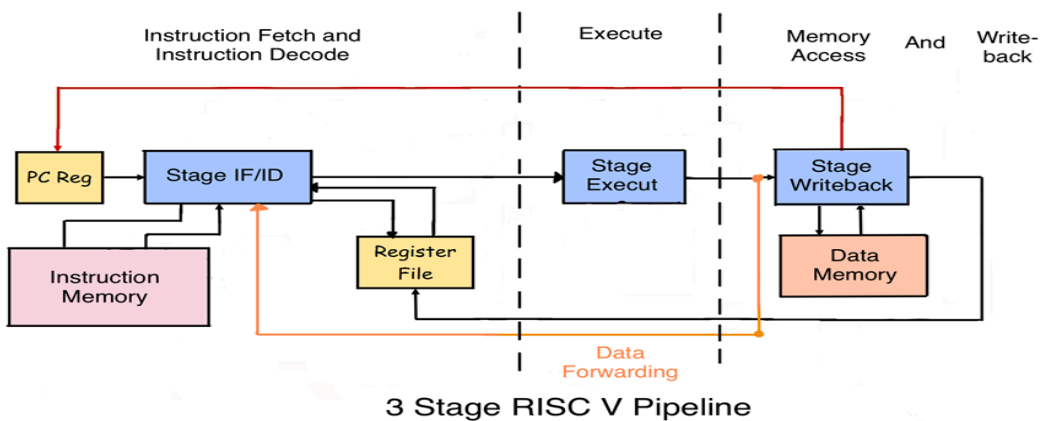 Instruction Fetch and
Instruction Decode
Execute
Memory
Access
And
Write-
back
PC Reg
Stage IF/ID
Stage
Execut
Stage
Writeback
Register
File
Instruction
Memory
Data
Memory
Data
Forwarding
3 Stage RISC V Pipeline